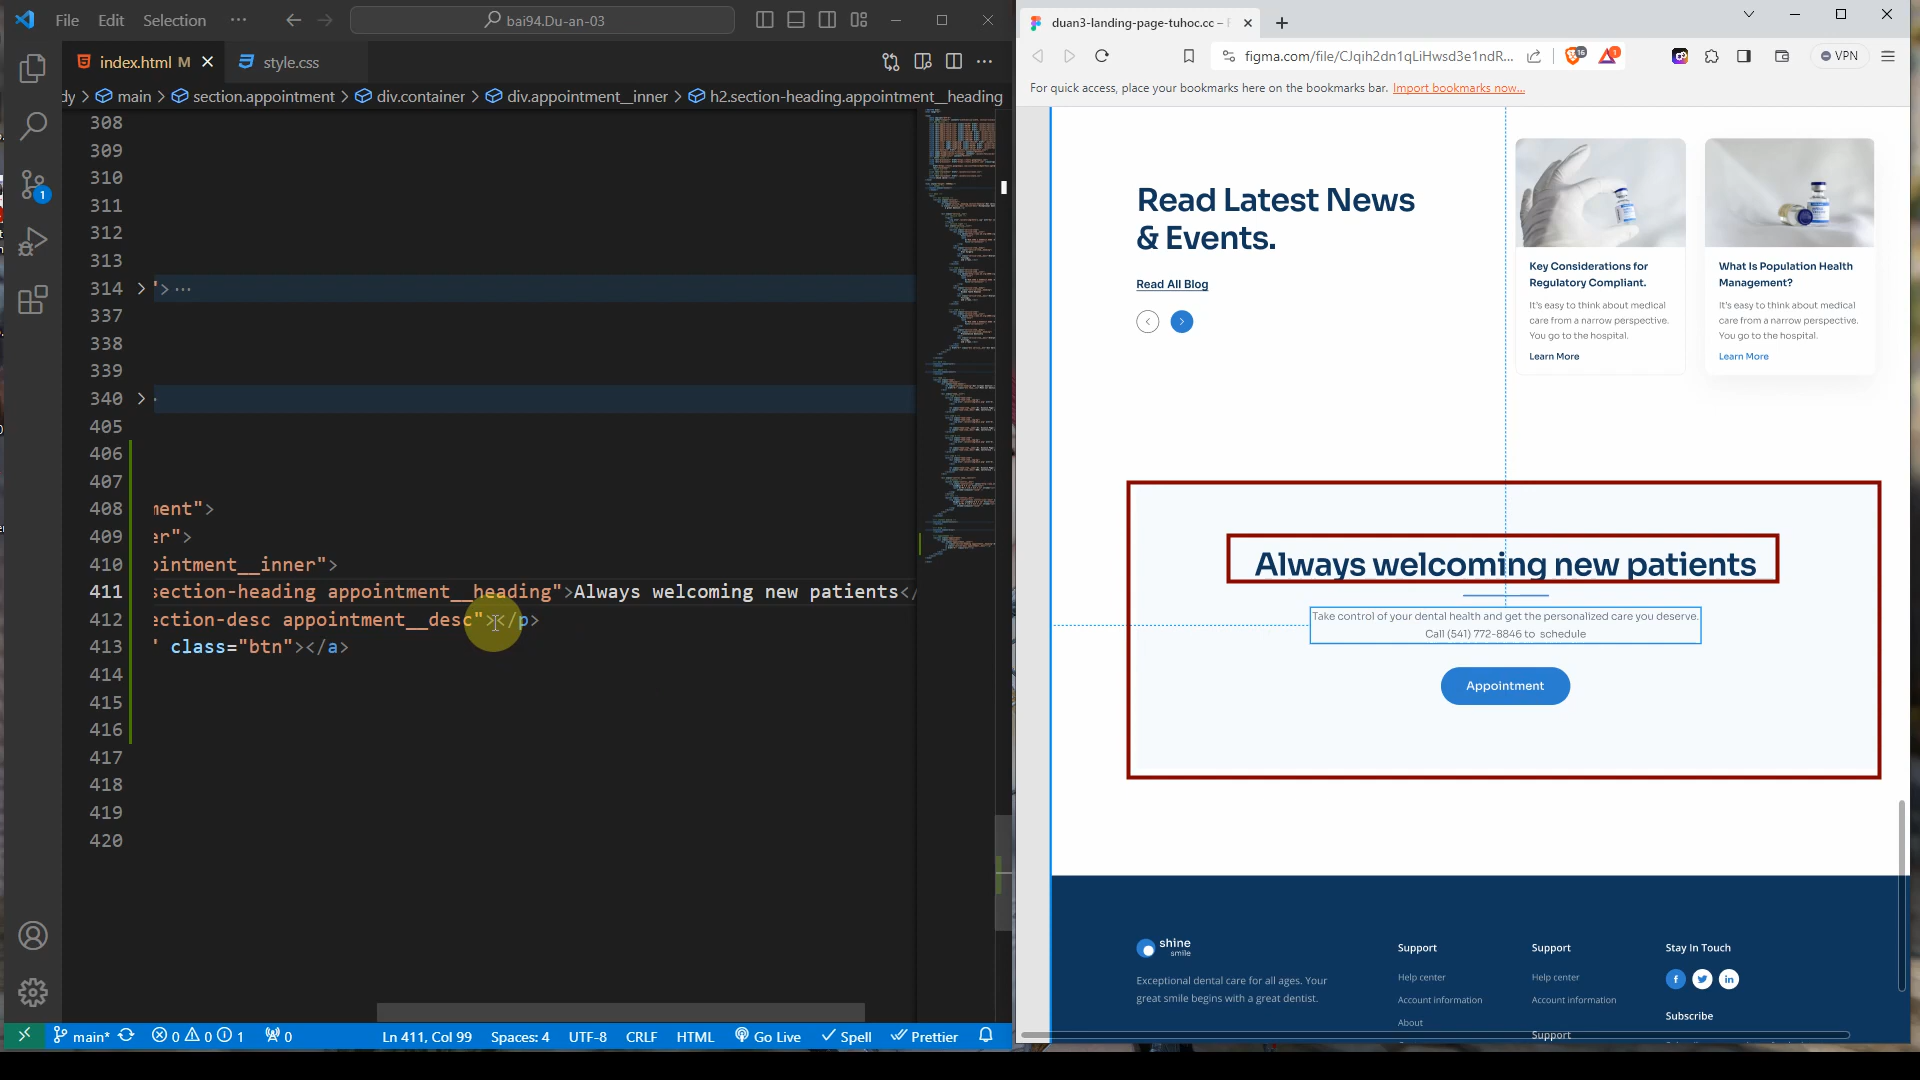 File Edit Selection ···
bai94.Du-an-03
index.html M
style.css
dy > main > section.appointment > div.container > div.appointment__inner > h2.section-heading.appointment__heading
308
309
310
311
312
313
314 "> ···
337
338
339
340
405
406
407
408 ment">
409 er">
410 ointment__inner">
411 section-heading appointment__heading">Always welcoming new patients</
412 ection-desc appointment__desc"></p>
413 " class="btn"></a>
414
415
416
417
418
419
420
1
main* 0 0 1 0 Ln 411, Col 99 Spaces: 4 UTF-8 CRLF HTML Go Live Spell Prettier
duan3-landing-page-tuhoc.cc –
figma.com/file/CJqih2dn1qLiHwsd3e1ndR...
16
1
VPN
For quick access, place your bookmarks here on the bookmarks bar. Import bookmarks now...
Read Latest News
& Events.
Read All Blog
Key Considerations for
Regulatory Compliant.
It's easy to think about medical
care from a narrow perspective.
You go to the hospital.
Learn More
What Is Population Health
Management?
It's easy to think about medical
care from a narrow perspective.
You go to the hospital.
Learn More
Always welcoming new patients
Take control of your dental health and get the personalized care you deserve.
Call (541) 772-8846 to schedule
Appointment
shine
smile
Exceptional dental care for all ages. Your
great smile begins with a great dentist.
Support
Help center
Account information
About
Support
Help center
Account information
Support
Stay In Touch
Subscribe